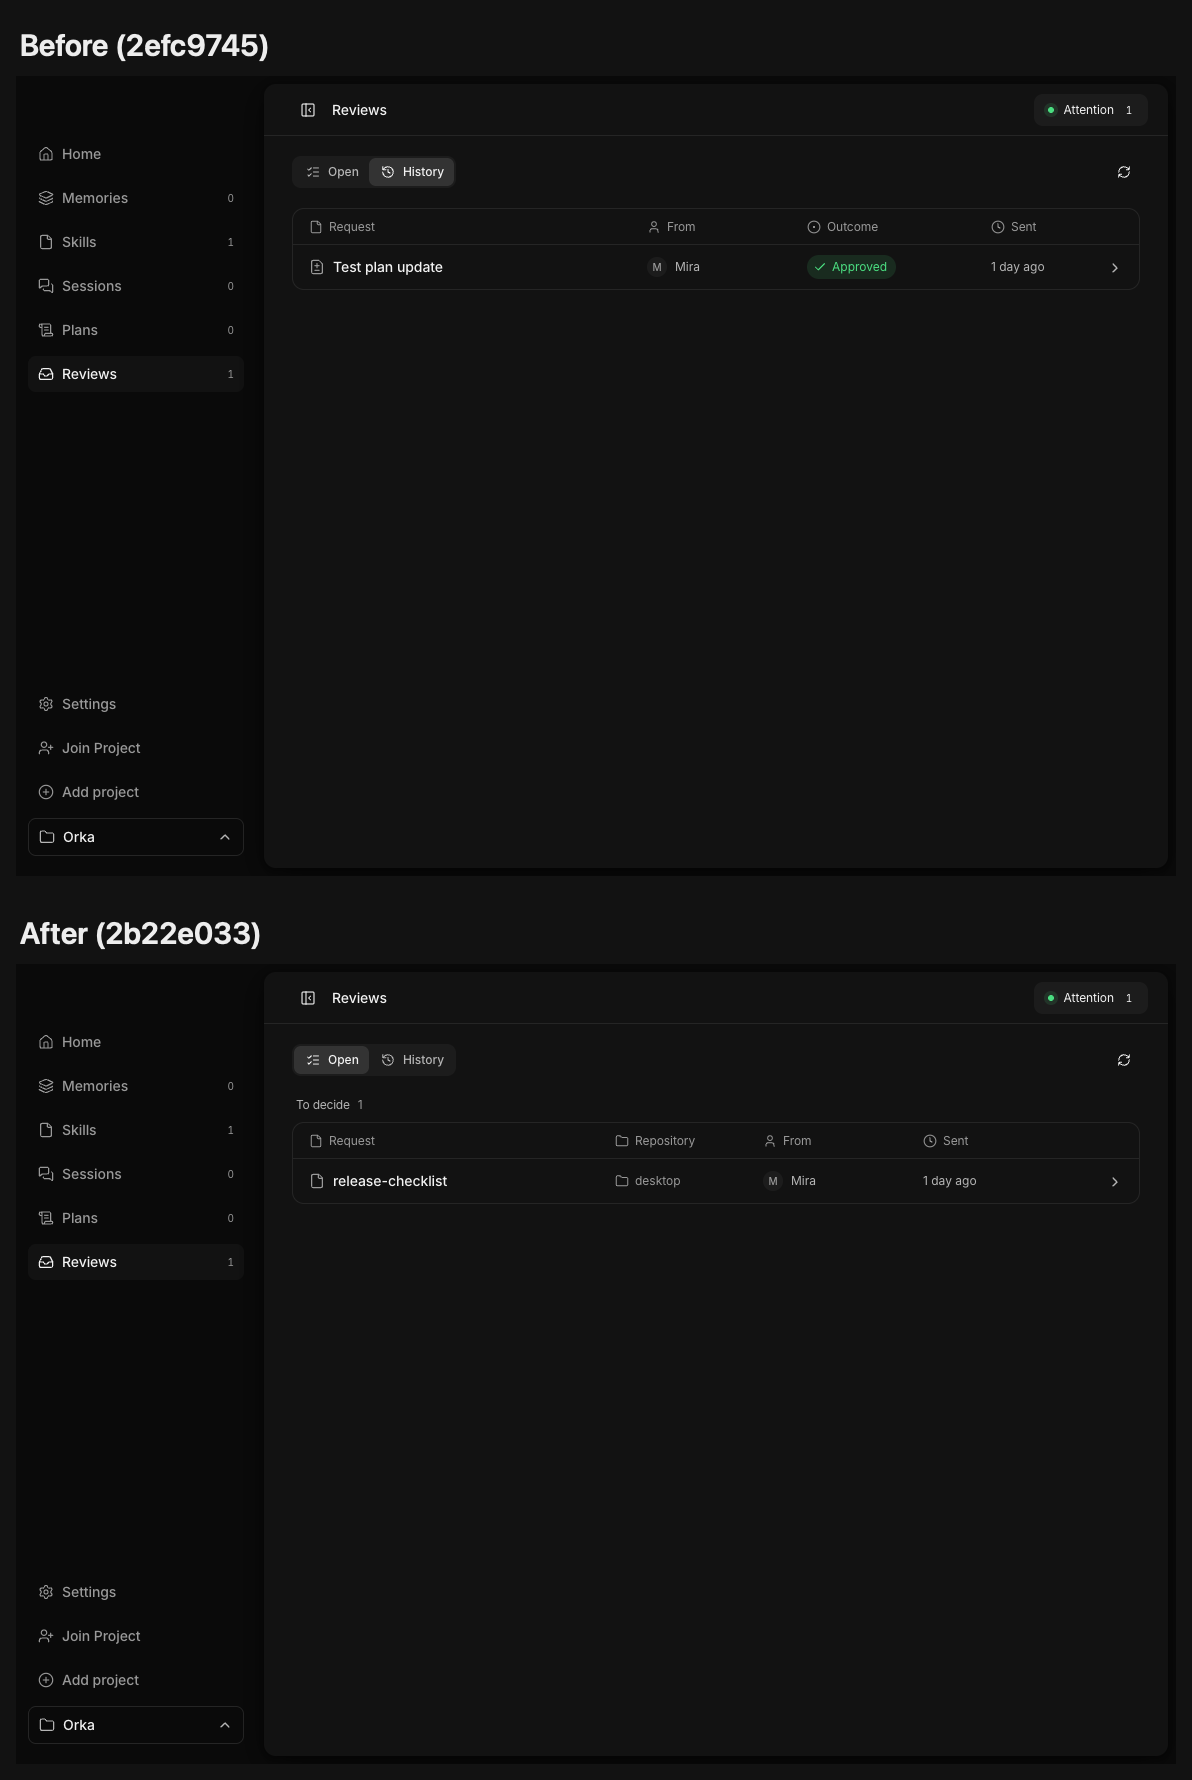 Before (2efc9745)
Reviews
Attention 1
Home
Memories 0
Skills 1
Sessions 0
Plans 0
Reviews 1
Settings
Join Project
Add project
Orka
Open History
Request From Outcome Sent
Test plan update M Mira Approved 1 day ago
After (2b22e033)
Reviews
Attention 1
Home
Memories 0
Skills 1
Sessions 0
Plans 0
Reviews 1
Settings
Join Project
Add project
Orka
Open History
To decide 1
Request Repository From Sent
release-checklist desktop M Mira 1 day ago